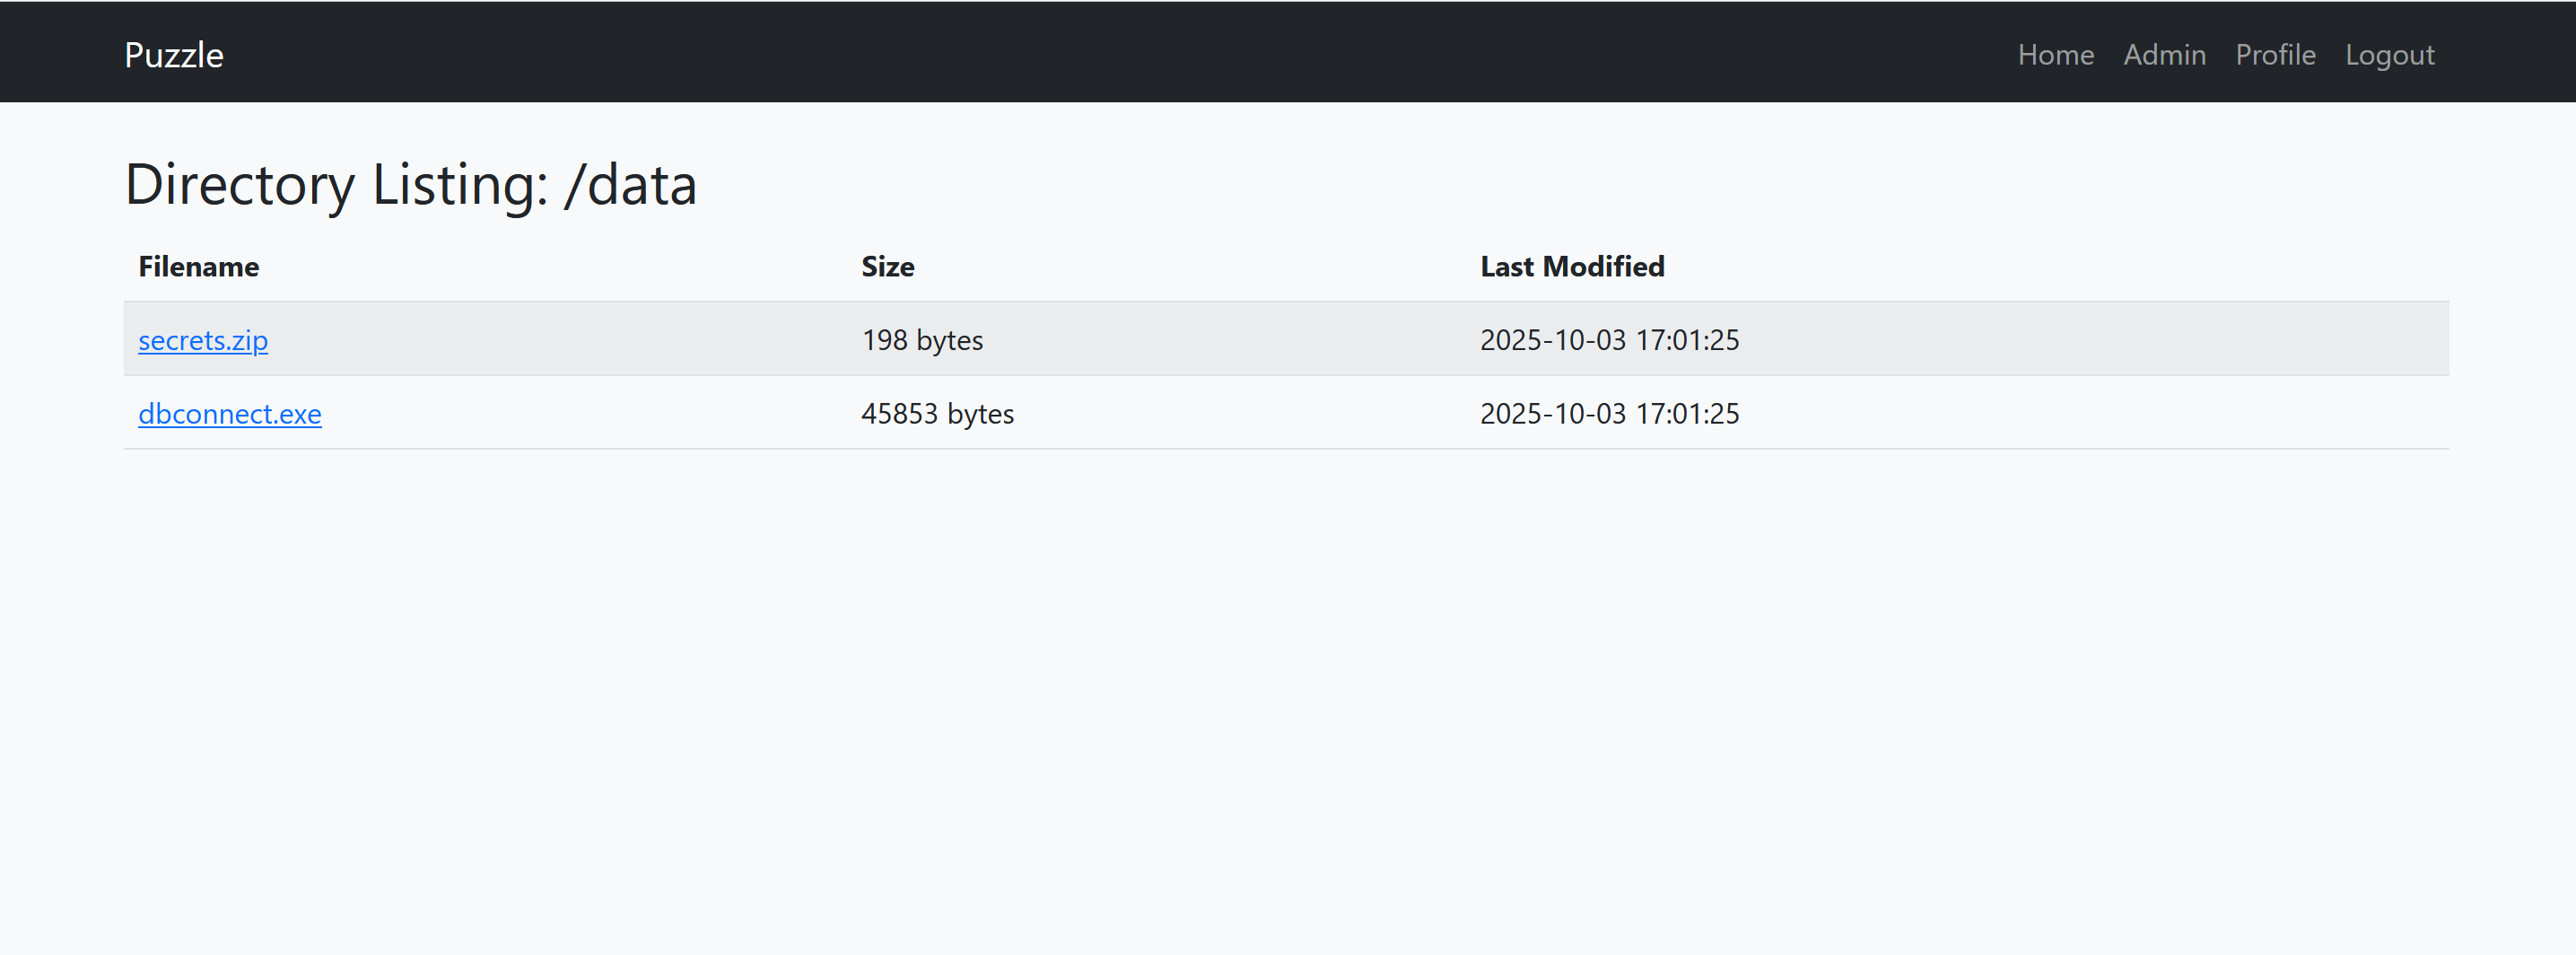 Puzzle Home Admin Profile Logout
Directory Listing: /data
Filename Size Last Modified
secrets.zip 198 bytes 2025-10-03 17:01:25
dbconnect.exe 45853 bytes 2025-10-03 17:01:25